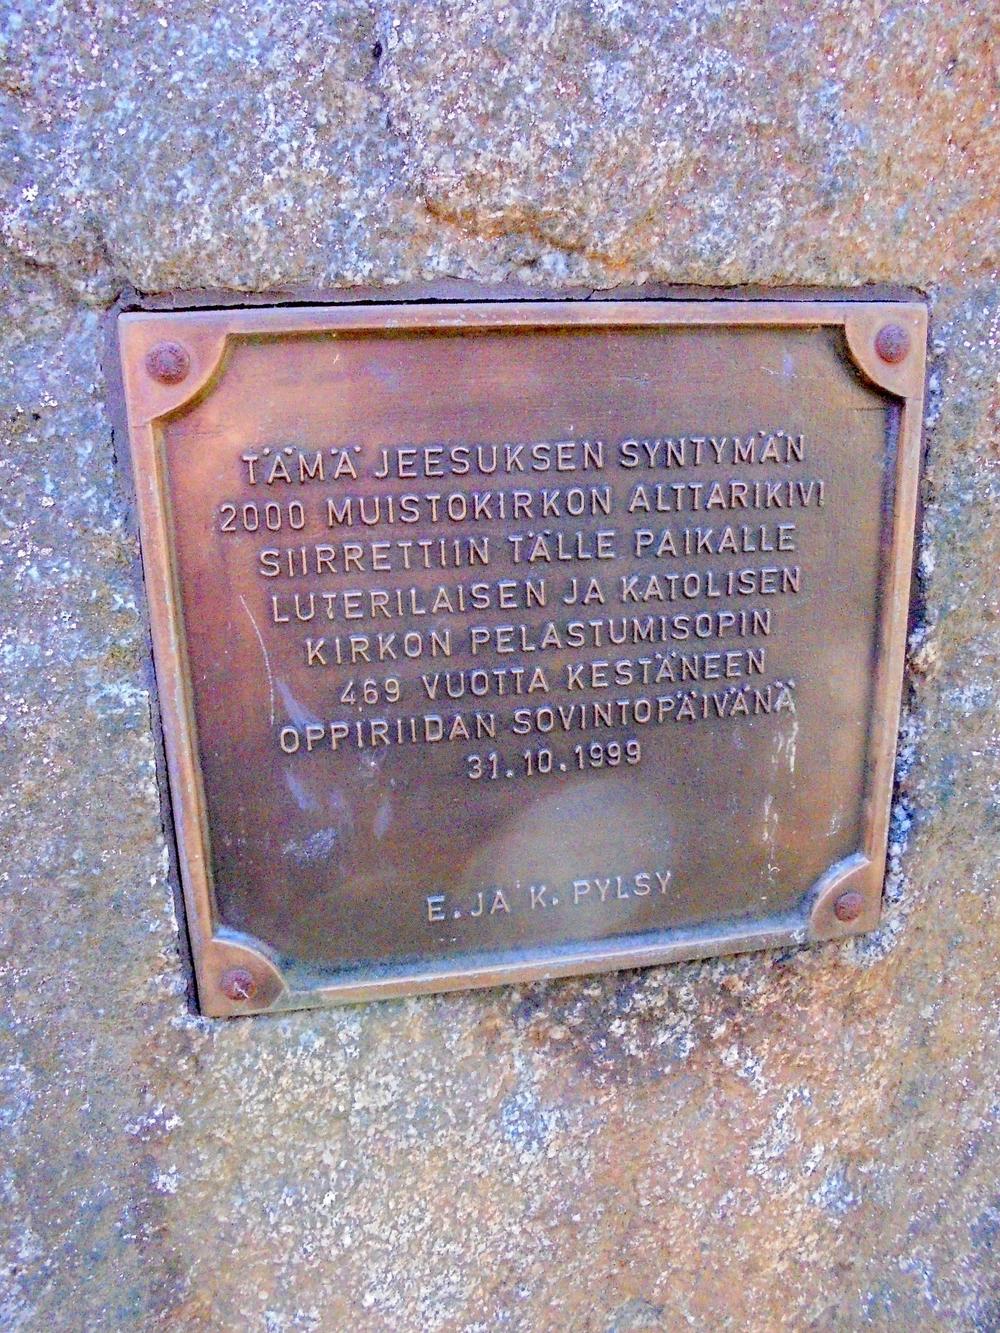 TÄMÄ JEESUKSEN SYNTYMÄN
2000 MUISTOKIRKON ALTTARIKIVI
SIIRRETTIIN TÄLLE PAIKALLE
LUTERILAISEN JA KATOLISEN
KIRKON PELASTUMISOPIN
469 VUOTTA KESTÄNEEN
OPPIRIIDAN SOVINTOPÄIVÄNÄ
31.10.1999
E. JA K. PYLSY